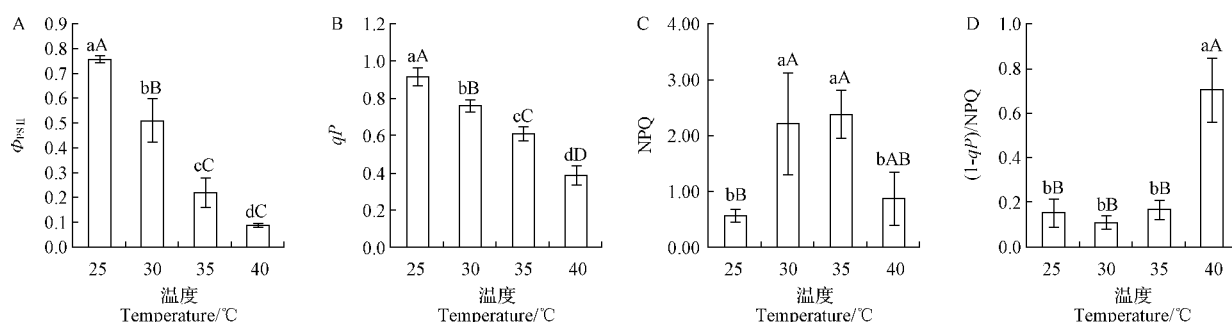 A
0.9
0.8
0.7
0.6
0.5
0.4
0.3
0.2
0.1
0.0
ΦPSII
aA
bB
cC
dC
25 30 35 40
温度
Temperature/℃
B
1.2
1.0
0.8
0.6
0.4
0.2
0.0
qP
aA
bB
cC
dD
25 30 35 40
温度
Temperature/℃
C
4.00
3.00
2.00
1.00
0.00
NPQ
bB
aA
aA
bAB
25 30 35 40
温度
Temperature/℃
D
1.0
0.8
0.6
0.4
0.2
0.0
(1-qP)/NPQ
bB
bB
bB
aA
25 30 35 40
温度
Temperature/℃